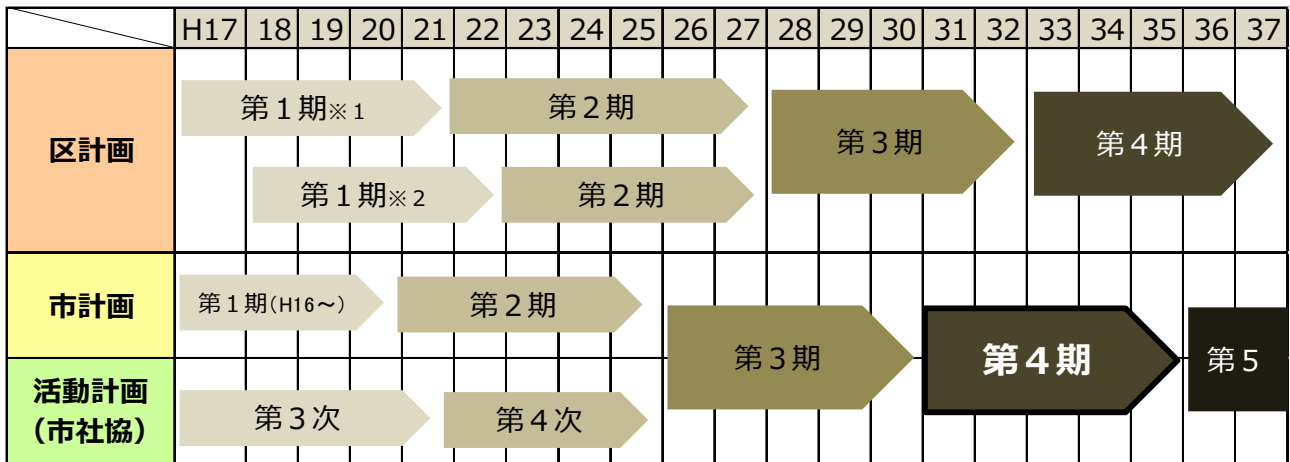 H17 18 19 20 21 22 23 24 25 26 27 28 29 30 31 32 33 34 35 36 37
区計画
第１期※１
第２期
第３期
第４期
第１期※２
第２期
市計画
第１期(H16～)
第２期
第３期
第４期
第５
活動計画
（市社協）
第３次
第４次